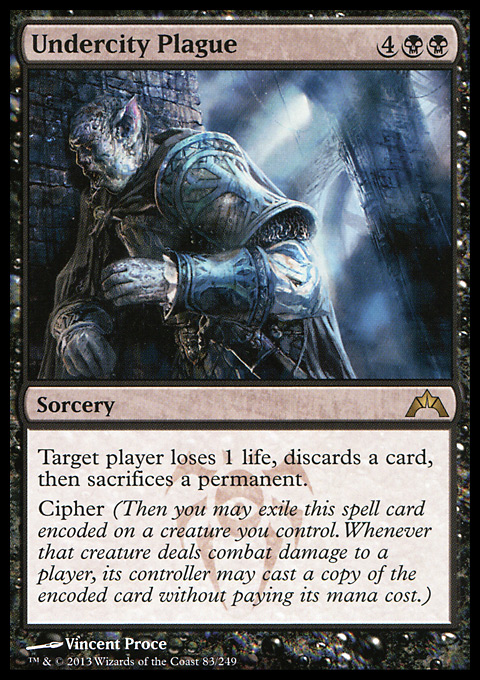 Undercity Plague 4
Sorcery
Target player loses 1 life, discards a card,
then sacrifices a permanent.
Cipher (Then you may exile this spell card
encoded on a creature you control. Whenever
that creature deals combat damage to a
player, its controller may cast a copy of the
encoded card without paying its mana cost.)
Vincent Proce
™ & © 2013 Wizards of the Coast 83/249